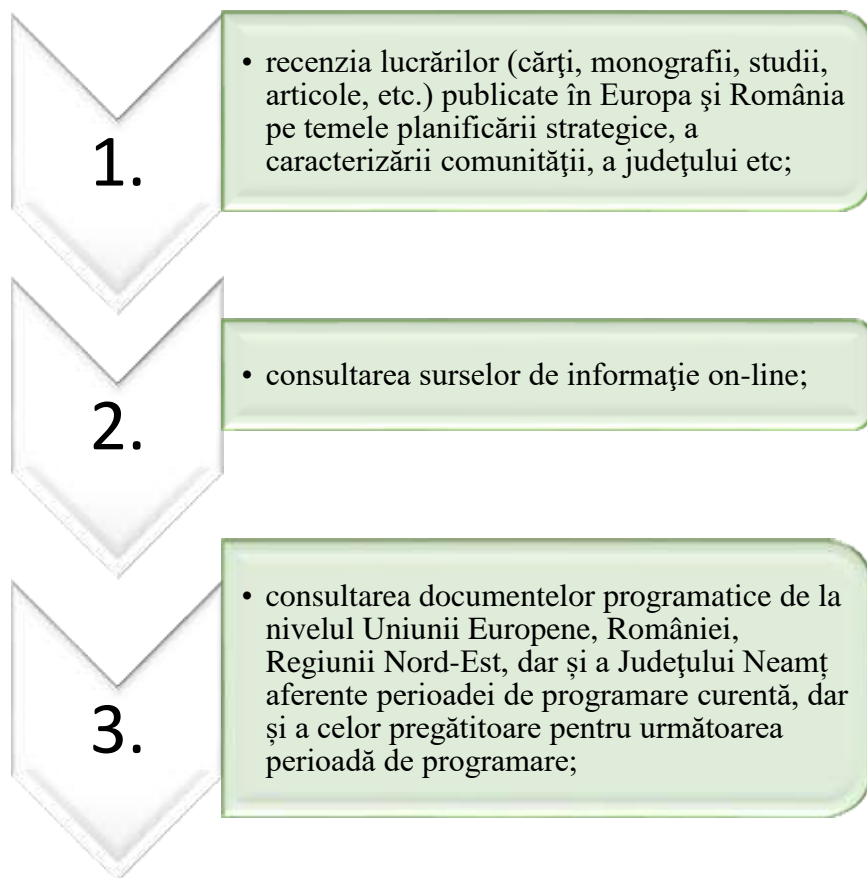 1.
• recenzia lucrărilor (cărţi, monografii, studii,
articole, etc.) publicate în Europa şi România
pe temele planificării strategice, a
caracterizării comunităţii, a judeţului etc;
2.
• consultarea surselor de informaţie on-line;
3.
• consultarea documentelor programatice de la
nivelul Uniunii Europene, României,
Regiunii Nord-Est, dar și a Judeţului Neamț
aferente perioadei de programare curentă, dar
și a celor pregătitoare pentru următoarea
perioadă de programare;